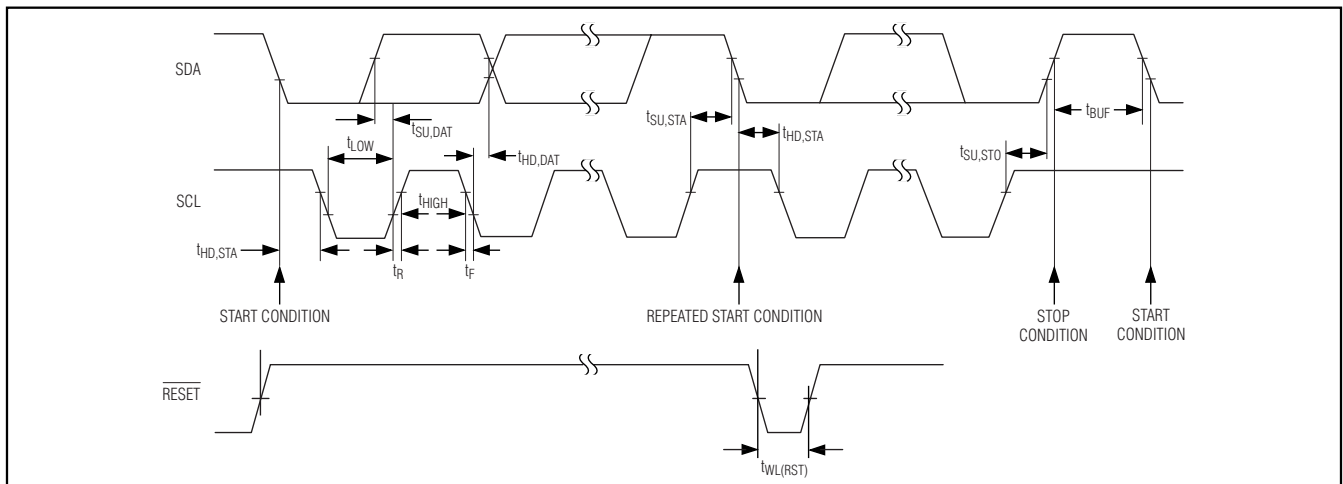 SDA
tSU,DAT
tLOW
tHD,DAT
tSU,STA
tHD,STA
tBUF
tSU,STO
SCL
tHIGH
tHD,STA
tR
tF
START CONDITION
REPEATED START CONDITION
STOP
CONDITION
START
CONDITION
RESET
tWL(RST)